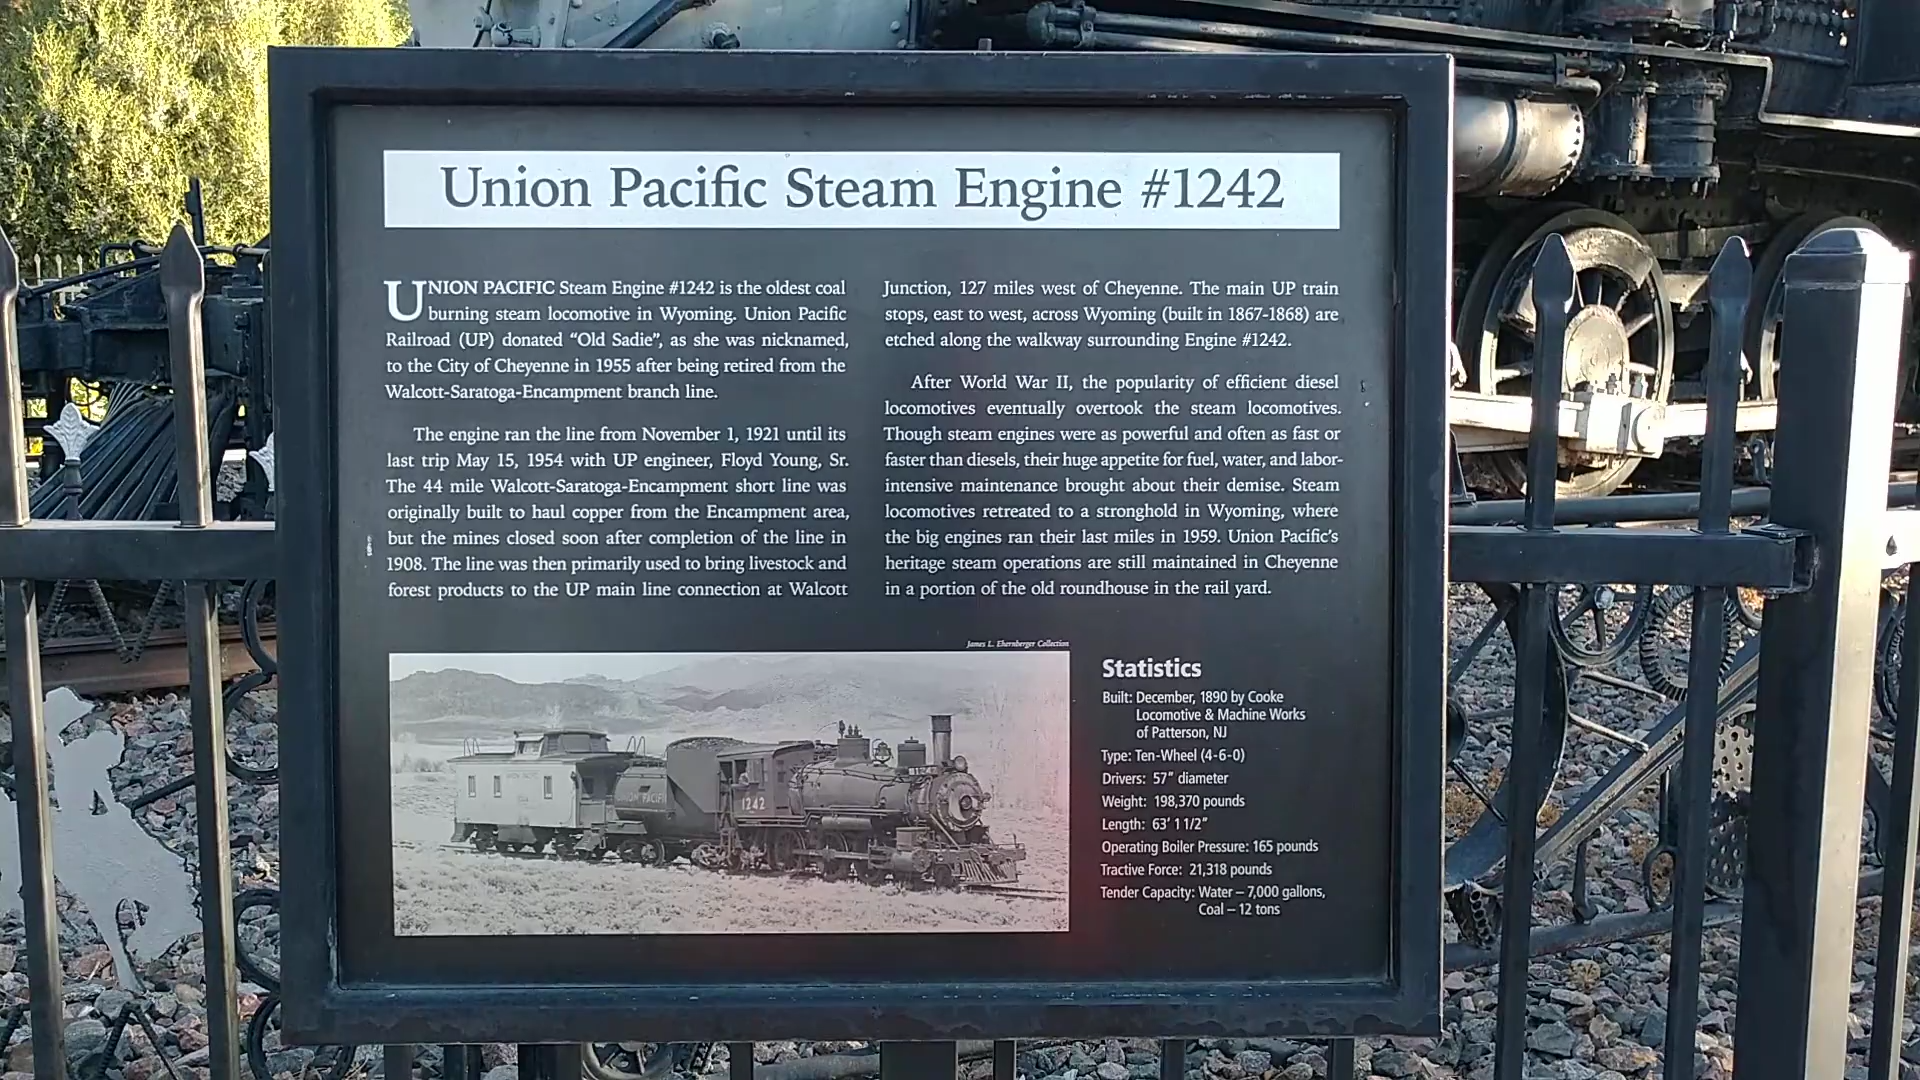 Union Pacific Steam Engine #1242
UNION PACIFIC Steam Engine #1242 is the oldest coal
burning steam locomotive in Wyoming. Union Pacific
Railroad (UP) donated “Old Sadie”, as she was nicknamed,
to the City of Cheyenne in 1955 after being retired from the
Walcott-Saratoga-Encampment branch line.
The engine ran the line from November 1, 1921 until its
last trip May 15, 1954 with UP engineer, Floyd Young, Sr.
The 44 mile Walcott-Saratoga-Encampment short line was
originally built to haul copper from the Encampment area,
but the mines closed soon after completion of the line in
1908. The line was then primarily used to bring livestock and
forest products to the UP main line connection at Walcott
Junction, 127 miles west of Cheyenne. The main UP train
stops, east to west, across Wyoming (built in 1867-1868) are
etched along the walkway surrounding Engine #1242.
After World War II, the popularity of efficient diesel
locomotives eventually overtook the steam locomotives.
Though steam engines were as powerful and often as fast or
faster than diesels, their huge appetite for fuel, water, and labor-
intensive maintenance brought about their demise. Steam
locomotives retreated to a stronghold in Wyoming, where
the big engines ran their last miles in 1959. Union Pacific’s
heritage steam operations are still maintained in Cheyenne
in a portion of the old roundhouse in the rail yard.
James L. Ehernberger Collection
UNION PACIFIC
1242
Statistics
Built: December, 1890 by Cooke
Locomotive & Machine Works
of Patterson, NJ
Type: Ten-Wheel (4-6-0)
Drivers: 57” diameter
Weight: 198,370 pounds
Length: 63’ 1 1/2”
Operating Boiler Pressure: 165 pounds
Tractive Force: 21,318 pounds
Tender Capacity: Water – 7,000 gallons,
Coal – 12 tons